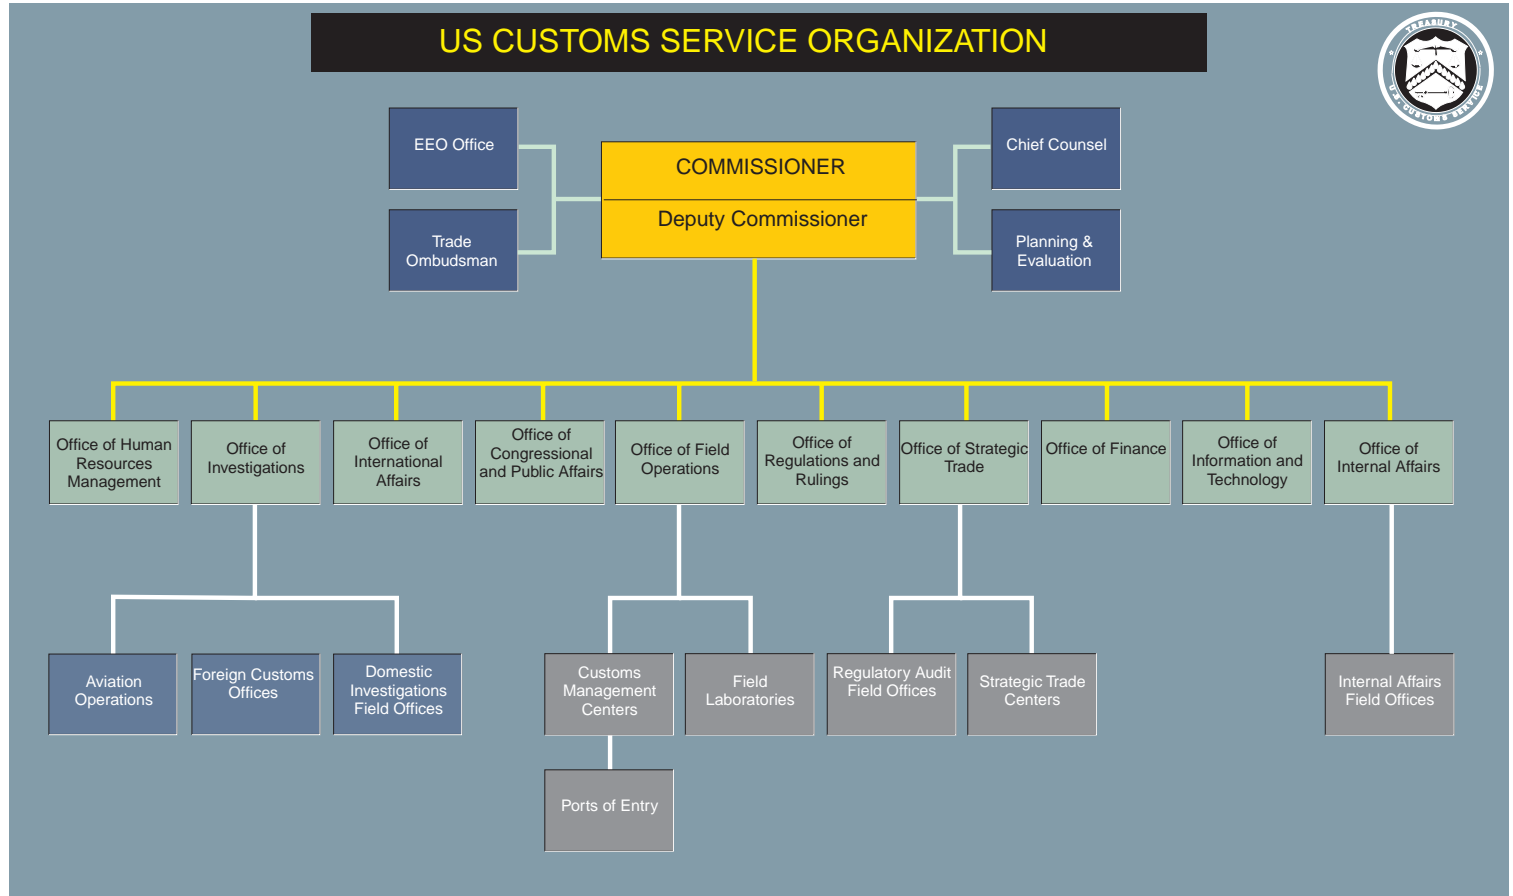 US CUSTOMS SERVICE ORGANIZATION
TREASURY
U.S. CUSTOMS SERVICE
EEO Office
COMMISSIONER
Deputy Commissioner
Chief Counsel
Trade
Ombudsman
Planning &
Evaluation
Office of Human
Resources
Management
Office of
Investigations
Office of
International
Affairs
Office of
Congressional
and Public Affairs
Office of Field
Operations
Office of
Regulations and
Rulings
Office of Strategic
Trade
Office of Finance
Office of
Information and
Technology
Office of
Internal Affairs
Aviation
Operations
Foreign Customs
Offices
Domestic
Investigations
Field Offices
Customs
Management
Centers
Field
Laboratories
Regulatory Audit
Field Offices
Strategic Trade
Centers
Internal Affairs
Field Offices
Ports of Entry